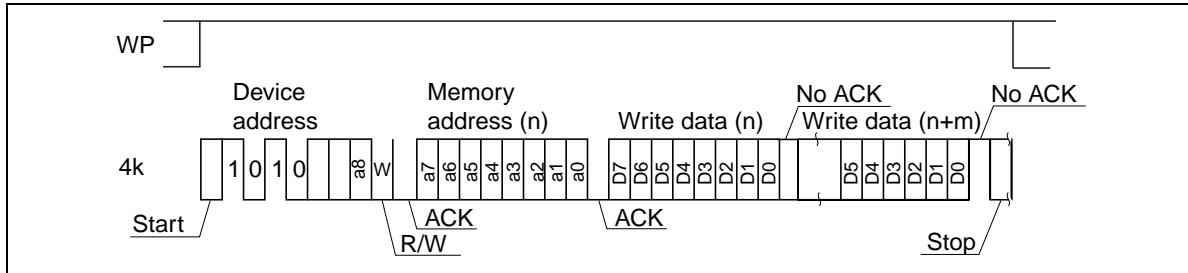 WP
Device address
Memory address (n)
Write data (n)
No ACK
Write data (n+m)
No ACK
4k
1 0 1 0 a8 W a7 a6 a5 a4 a3 a2 a1 a0 D7 D6 D5 D4 D3 D2 D1 D0 D5 D4 D3 D2 D1 D0
Start
R/W
ACK
ACK
Stop